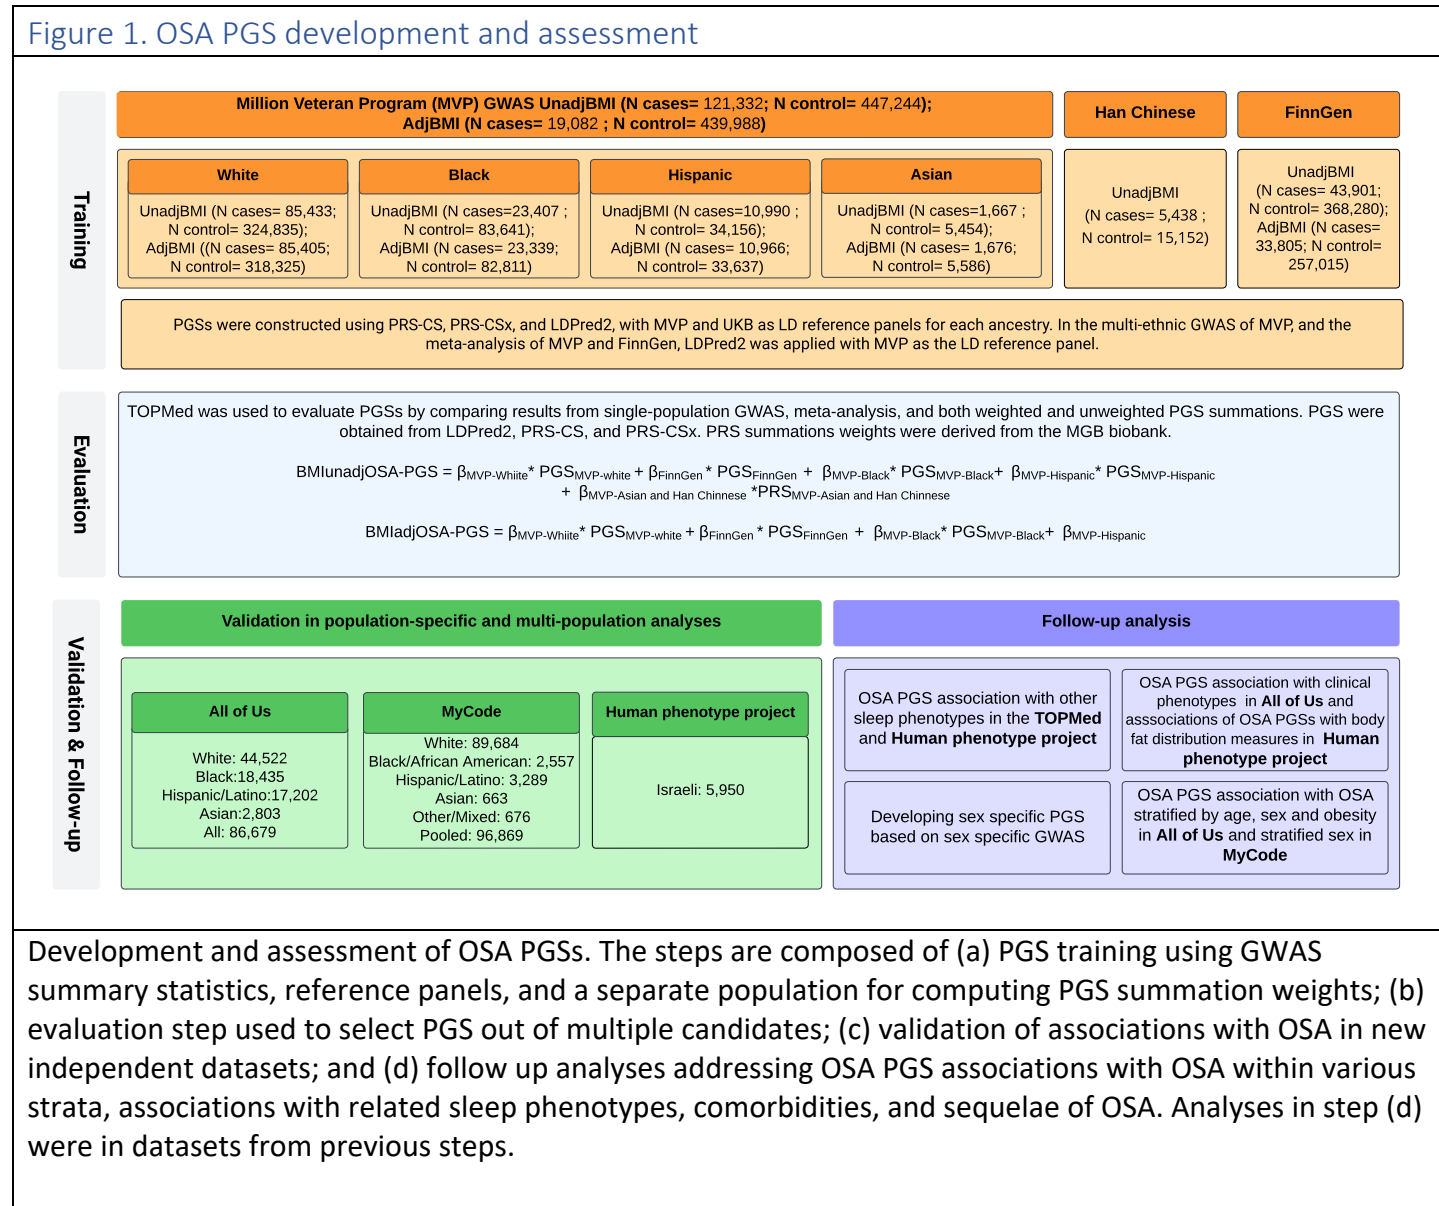 Figure 1. OSA PGS development and assessment
Training
Million Veteran Program (MVP) GWAS UnadjBMI (N cases= 121,332; N control= 447,244);
AdjBMI (N cases= 19,082 ; N control= 439,988)
White
UnadjBMI (N cases= 85,433;
N control= 324,835);
AdjBMI ((N cases= 85,405;
N control= 318,325)
Black
UnadjBMI (N cases=23,407 ;
N control= 83,641);
AdjBMI (N cases= 23,339;
N control= 82,811)
Hispanic
UnadjBMI (N cases=10,990 ;
N control= 34,156);
AdjBMI (N cases= 10,966;
N control= 33,637)
Asian
UnadjBMI (N cases=1,667 ;
N control= 5,454);
AdjBMI (N cases= 1,676;
N control= 5,586)
Han Chinese
UnadjBMI
(N cases= 5,438 ;
N control= 15,152)
FinnGen
UnadjBMI
(N cases= 43,901;
N control= 368,280);
AdjBMI (N cases=
33,805; N control=
257,015)
PGSs were constructed using PRS-CS, PRS-CSx, and LDPred2, with MVP and UKB as LD reference panels for each ancestry. In the multi-ethnic GWAS of MVP, and the
meta-analysis of MVP and FinnGen, LDPred2 was applied with MVP as the LD reference panel.
Evaluation
TOPMed was used to evaluate PGSs by comparing results from single-population GWAS, meta-analysis, and both weighted and unweighted PGS summations. PGS were
obtained from LDPred2, PRS-CS, and PRS-CSx. PRS summations weights were derived from the MGB biobank.
BMIunadjOSA-PGS = βMVP-Whiite* PGSMVP-white + βFinnGen * PGSFinnGen + βMVP-Black* PGSMVP-Black+ βMVP-Hispanic* PGSMVP-Hispanic
+ βMVP-Asian and Han Chinnese *PRSMVP-Asian and Han Chinnese
BMIadjOSA-PGS = βMVP-Whiite* PGSMVP-white + βFinnGen * PGSFinnGen + βMVP-Black* PGSMVP-Black+ βMVP-Hispanic
Validation & Follow-up
Validation in population-specific and multi-population analyses
All of Us
White: 44,522
Black:18,435
Hispanic/Latino:17,202
Asian:2,803
All: 86,679
MyCode
White: 89,684
Black/African American: 2,557
Hispanic/Latino: 3,289
Asian: 663
Other/Mixed: 676
Pooled: 96,869
Human phenotype project
Israeli: 5,950
Follow-up analysis
OSA PGS association with other
sleep phenotypes in the TOPMed
and Human phenotype project
OSA PGS association with clinical
phenotypes in All of Us and
asssociations of OSA PGSs with body
fat distribution measures in Human
phenotype project
Developing sex specific PGS
based on sex specific GWAS
OSA PGS association with OSA
stratified by age, sex and obesity
in All of Us and stratified sex in
MyCode
Development and assessment of OSA PGSs. The steps are composed of (a) PGS training using GWAS
summary statistics, reference panels, and a separate population for computing PGS summation weights; (b)
evaluation step used to select PGS out of multiple candidates; (c) validation of associations with OSA in new
independent datasets; and (d) follow up analyses addressing OSA PGS associations with OSA within various
strata, associations with related sleep phenotypes, comorbidities, and sequelae of OSA. Analyses in step (d)
were in datasets from previous steps.